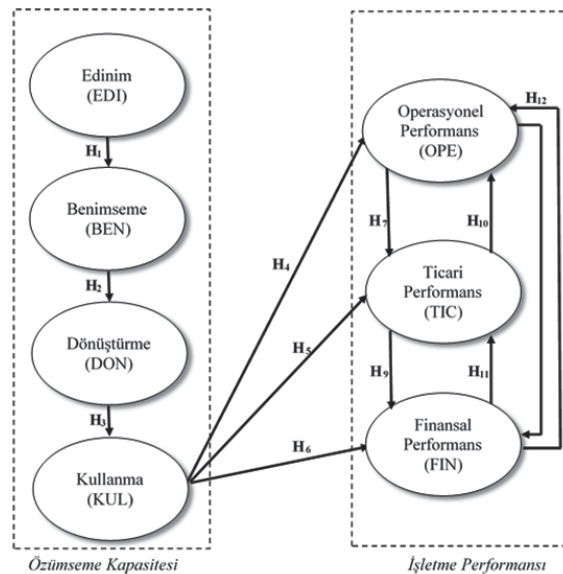 Edinim
(EDI)
H1
Benimseme
(BEN)
H2
Dönüştürme
(DON)
H3
Kullanma
(KUL)
Özümseme Kapasitesi
H4
H5
H6
Operasyonel
Performans
(OPE)
H12
H7
H10
Ticari
Performans
(TIC)
H9
H11
Finansal
Performans
(FIN)
İşletme Performansı